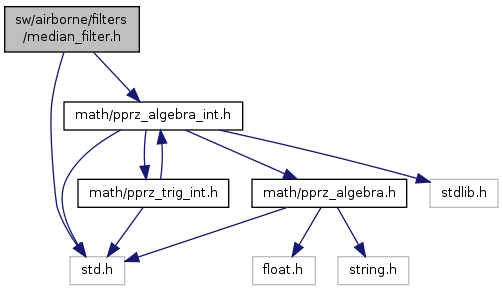 sw/airborne/filters
/median_filter.h
math/pprz_algebra_int.h
math/pprz_trig_int.h
math/pprz_algebra.h
stdlib.h
std.h
float.h
string.h